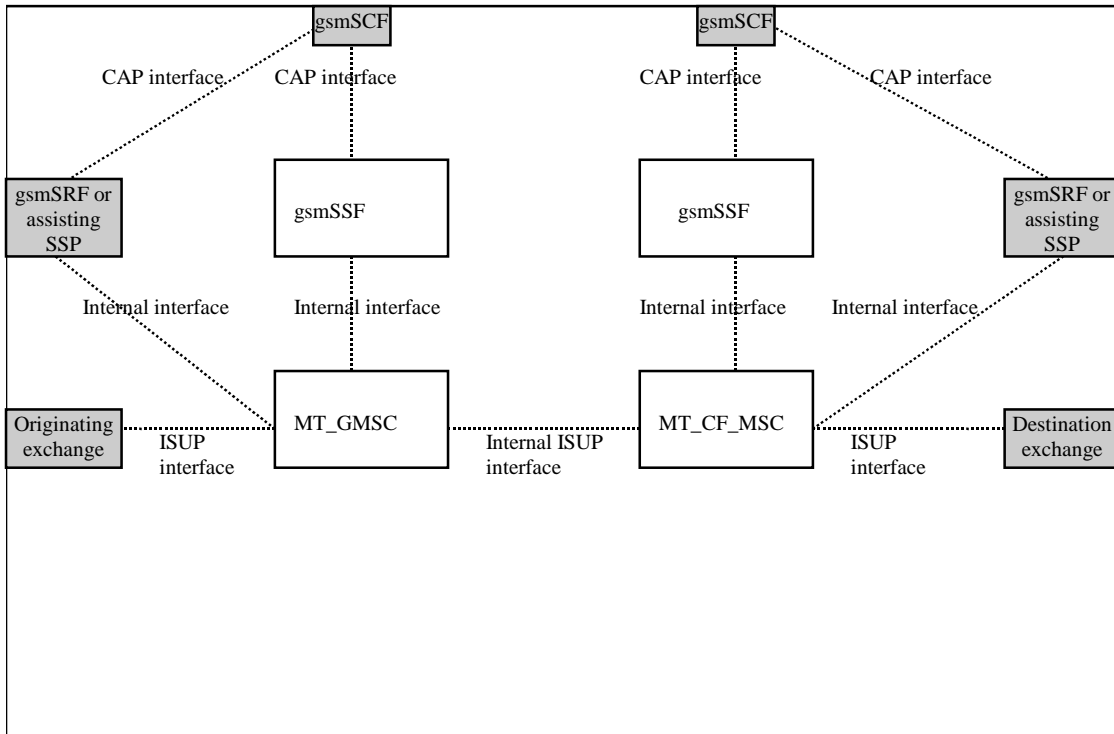 gsmSCF
gsmSCF
CAP interface
CAP interface
CAP interface
CAP interface
gsmSRF or
assisting
SSP
gsmSSF
gsmSSF
gsmSRF or
assisting
SSP
Internal interface
Internal interface
Internal interface
Internal interface
Originating
exchange
ISUP
interface
MT_GMSC
Internal ISUP
interface
MT_CF_MSC
ISUP
interface
Destination
exchange